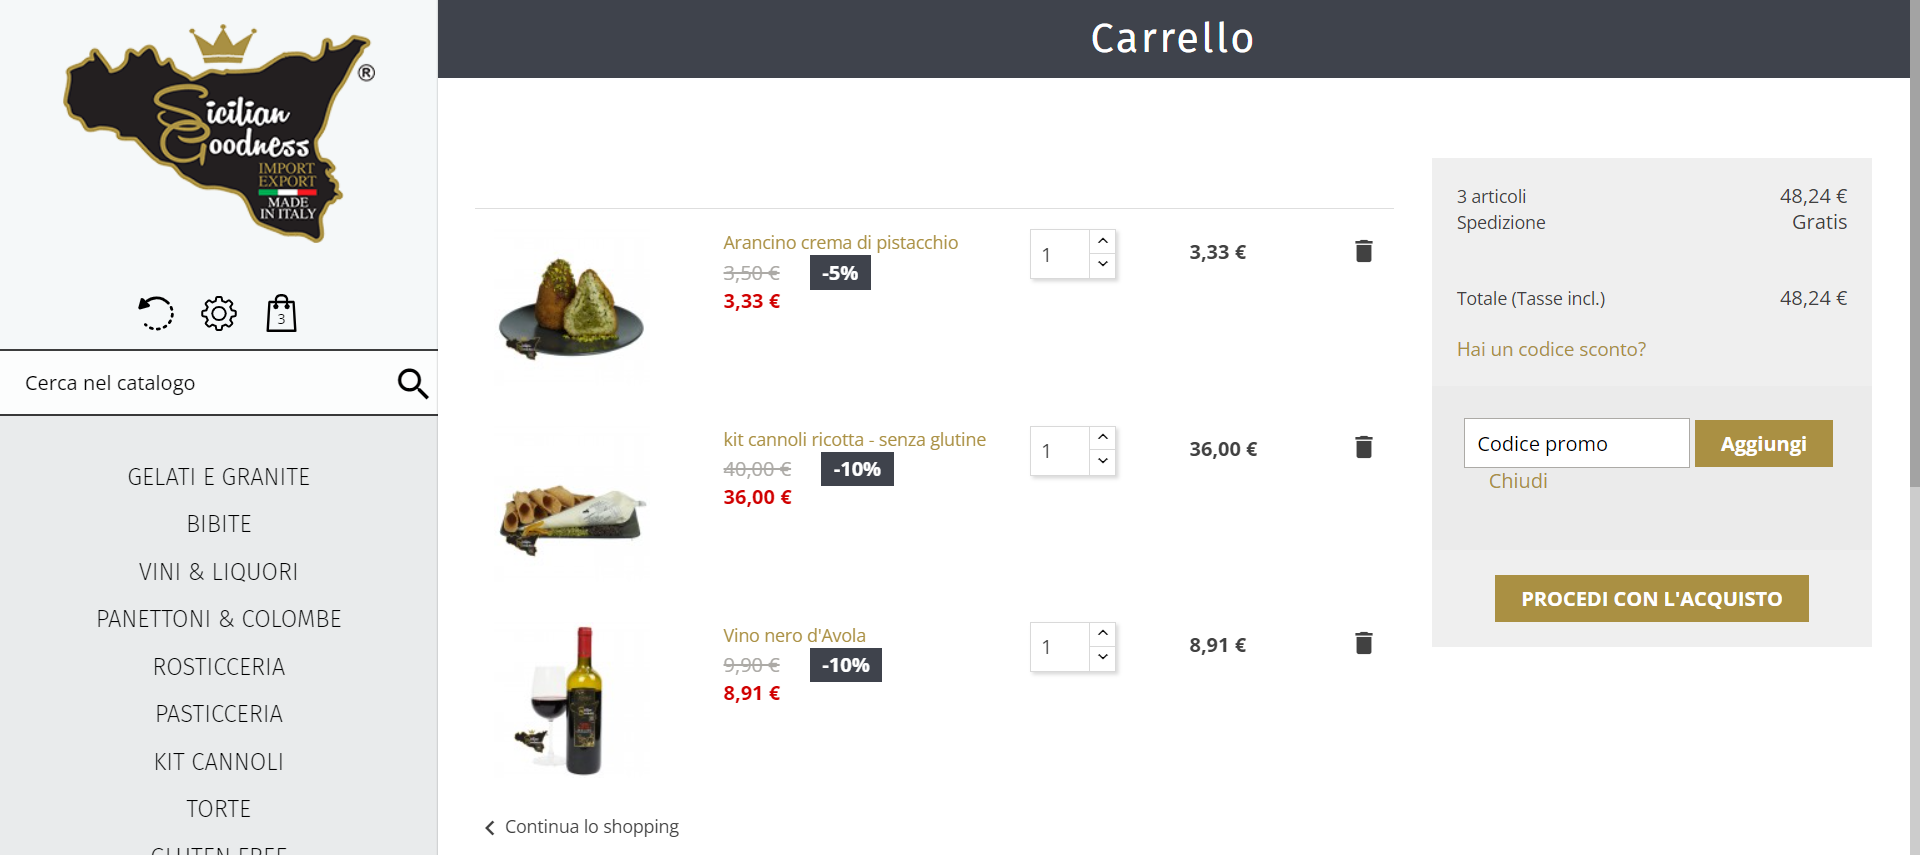 Sicilian
Goodness
IMPORT
EXPORT
MADE
IN ITALY
®
3
Cerca nel catalogo
GELATI E GRANITE
BIBITE
VINI & LIQUORI
PANETTONI & COLOMBE
ROSTICCERIA
PASTICCERIA
KIT CANNOLI
TORTE
GLUTEN FREE
Carrello
Arancino crema di pistacchio
3,50 € -5%
3,33 €
1
3,33 €
kit cannoli ricotta - senza glutine
40,00 € -10%
36,00 €
1
36,00 €
Vino nero d'Avola
9,90 € -10%
8,91 €
1
8,91 €
Continua lo shopping
3 articoli 48,24 €
Spedizione Gratis
Totale (Tasse incl.) 48,24 €
Hai un codice sconto?
Codice promo Aggiungi
Chiudi
PROCEDI CON L'ACQUISTO